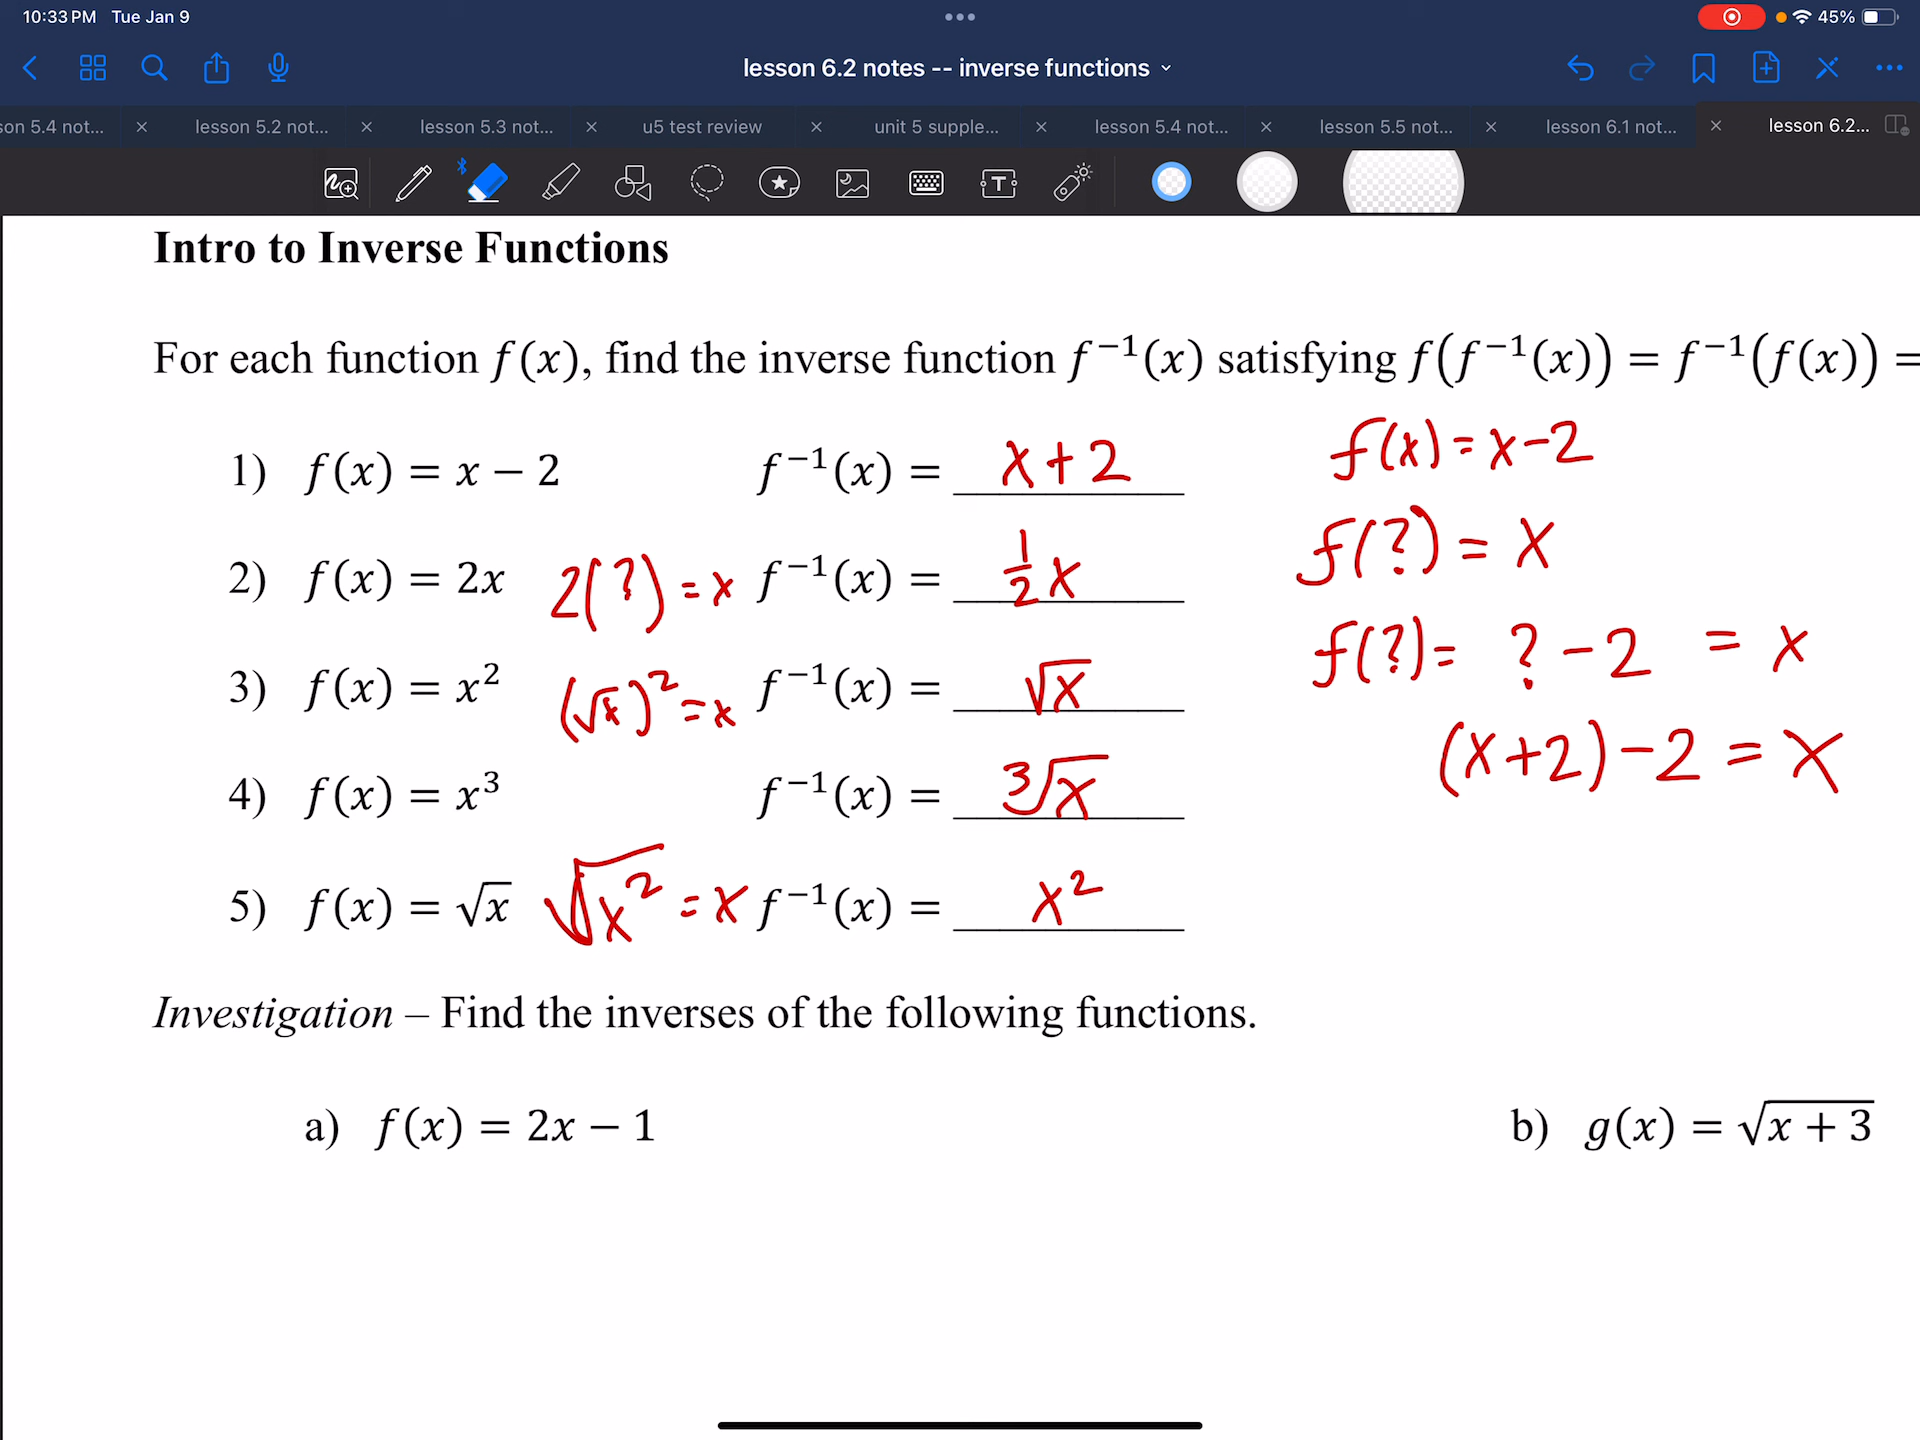 10:33 PM Tue Jan 9 45%
lesson 6.2 notes -- inverse functions
son 5.4 not... lesson 5.2 not... lesson 5.3 not... u5 test review unit 5 supple... lesson 5.4 not... lesson 5.5 not... lesson 6.1 not... lesson 6.2...
Intro to Inverse Functions
For each function f(x), find the inverse function f⁻¹(x) satisfying f(f⁻¹(x)) = f⁻¹(f(x)) =
1) f(x) = x − 2 f⁻¹(x) = x+2 f(x)=x−2
f(?) = x
2) f(x) = 2x 2(?)=x f⁻¹(x) = ½x
f(?)= ?−2 = x
3) f(x) = x² (√x)²=x f⁻¹(x) = √x
(x+2)−2=x
4) f(x) = x³ f⁻¹(x) = ³√x
5) f(x) = √x √x² =x f⁻¹(x) = x²
Investigation – Find the inverses of the following functions.
a) f(x) = 2x − 1 b) g(x) = √x + 3